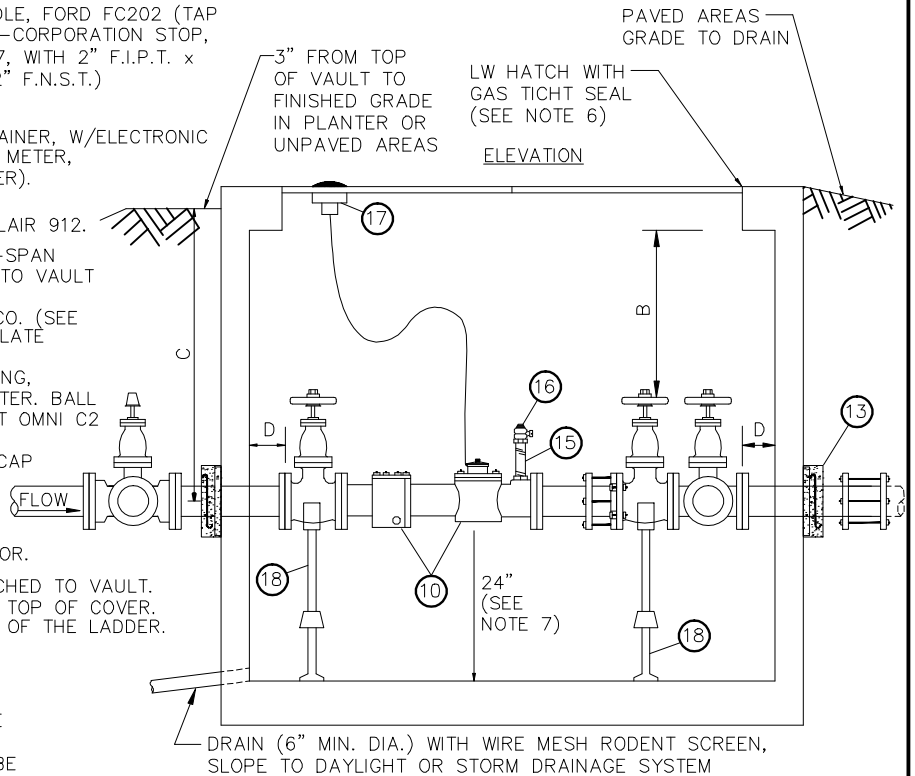 DLE, FORD FC202 (TAP
-CORPORATION STOP,
7, WITH 2" F.I.P.T. x
2" F.N.S.T.)
AINER, W/ELECTRONIC
METER,
ER).
LAIR 912.
-SPAN
TO VAULT
CO. (SEE
LATE
NG,
TER. BALL
T OMNI C2
CAP
OR.
CHED TO VAULT.
TOP OF COVER.
OF THE LADDER.
E
BE
3" FROM TOP
OF VAULT TO
FINISHED GRADE
IN PLANTER OR
UNPAVED AREAS
LW HATCH WITH
GAS TICHT SEAL
(SEE NOTE 6)
ELEVATION
PAVED AREAS
GRADE TO DRAIN
17
B
C
16
15
D
D
13
FLOW
18
10
24"
(SEE
NOTE 7)
18
DRAIN (6" MIN. DIA.) WITH WIRE MESH RODENT SCREEN,
SLOPE TO DAYLIGHT OR STORM DRAINAGE SYSTEM